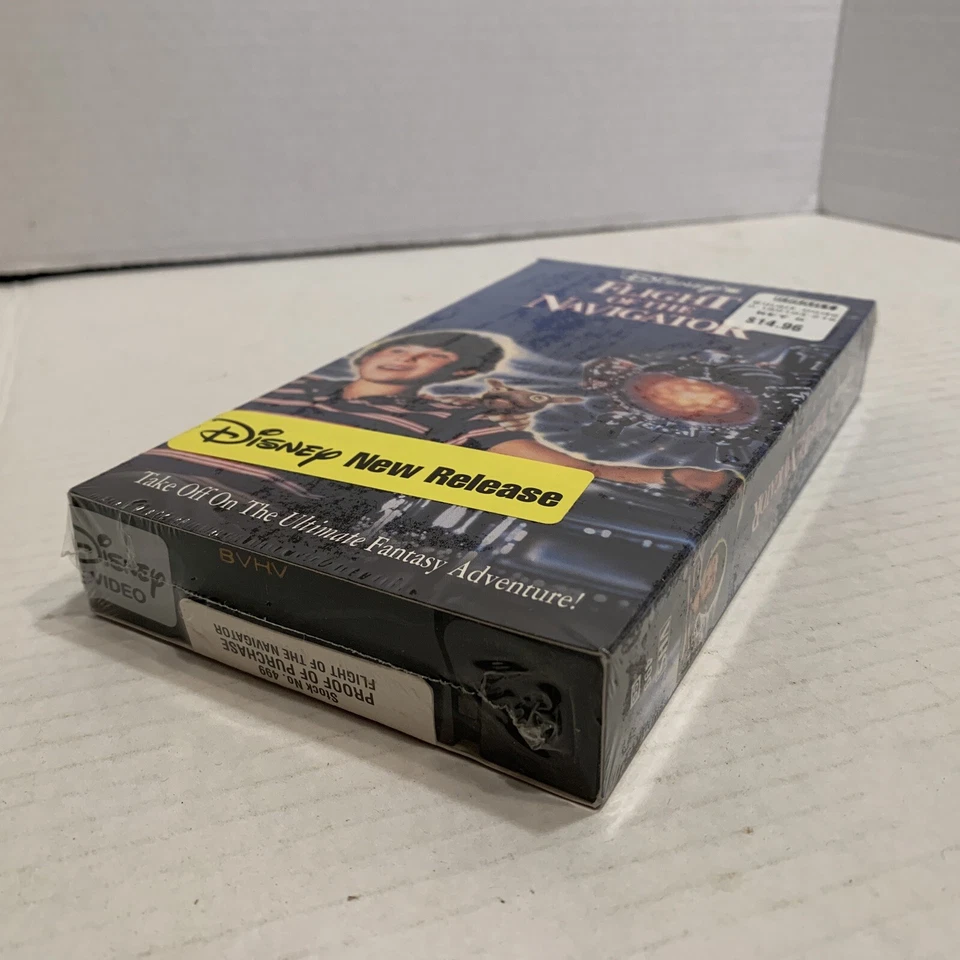 Disney's
FLIGHT
OF THE
NAVIGATOR
$14.96
Disney New Release
Take Off On The Ultimate Fantasy Adventure!
BVHV
Disney
VIDEO
Stock No. 499
PROOF OF PURCHASE
FLIGHT OF THE NAVIGATOR
VHS